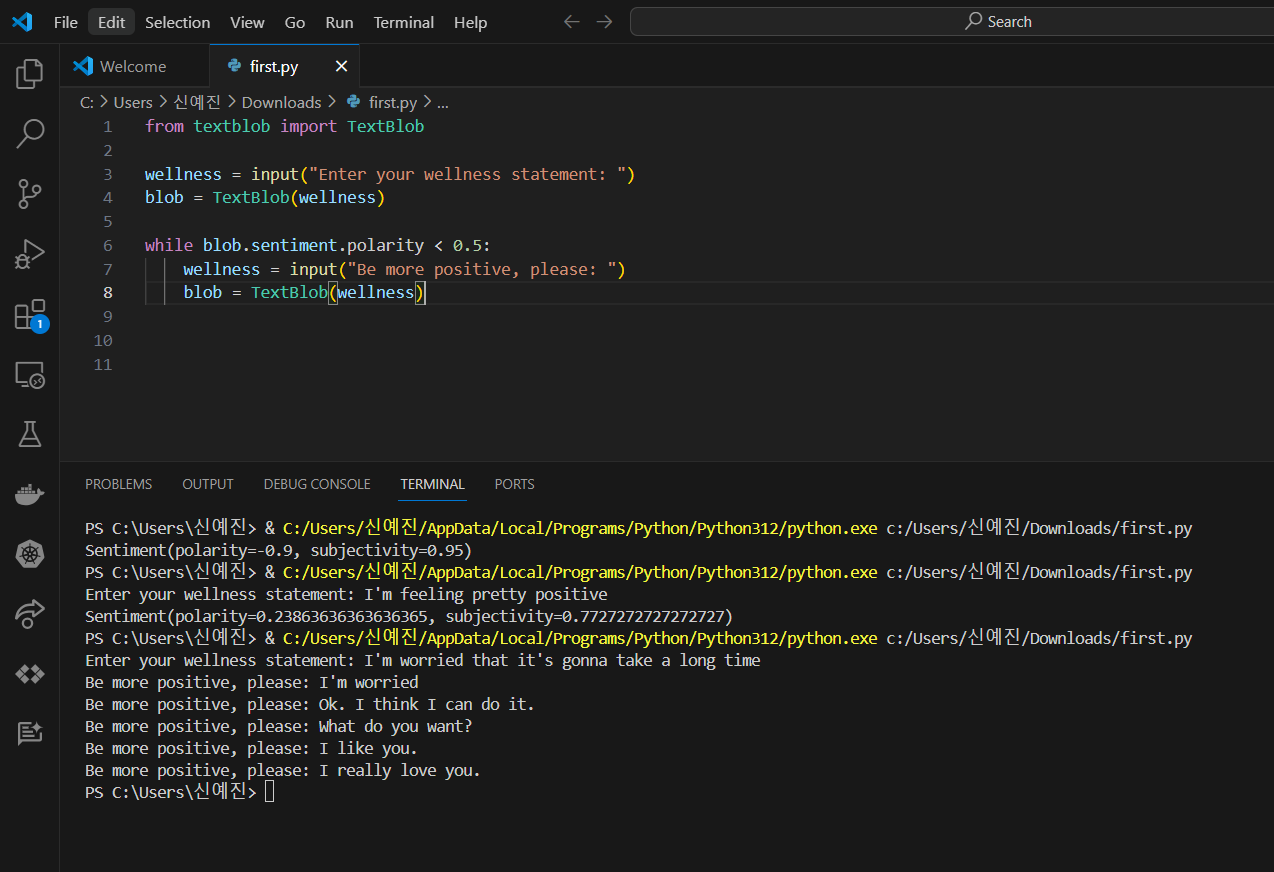 File Edit Selection View Go Run Terminal Help Search
Welcome first.py
C: > Users > 신예진 > Downloads > first.py > ...
1 from textblob import TextBlob
2
3 wellness = input("Enter your wellness statement: ")
4 blob = TextBlob(wellness)
5
6 while blob.sentiment.polarity < 0.5:
7 wellness = input("Be more positive, please: ")
8 blob = TextBlob(wellness)
9
10
11
1
PROBLEMS OUTPUT DEBUG CONSOLE TERMINAL PORTS
PS C:\Users\신예진> & C:/Users/신예진/AppData/Local/Programs/Python/Python312/python.exe c:/Users/신예진/Downloads/first.py
Sentiment(polarity=-0.9, subjectivity=0.95)
PS C:\Users\신예진> & C:/Users/신예진/AppData/Local/Programs/Python/Python312/python.exe c:/Users/신예진/Downloads/first.py
Enter your wellness statement: I'm feeling pretty positive
Sentiment(polarity=0.23863636363636365, subjectivity=0.7727272727272727)
PS C:\Users\신예진> & C:/Users/신예진/AppData/Local/Programs/Python/Python312/python.exe c:/Users/신예진/Downloads/first.py
Enter your wellness statement: I'm worried that it's gonna take a long time
Be more positive, please: I'm worried
Be more positive, please: Ok. I think I can do it.
Be more positive, please: What do you want?
Be more positive, please: I like you.
Be more positive, please: I really love you.
PS C:\Users\신예진>